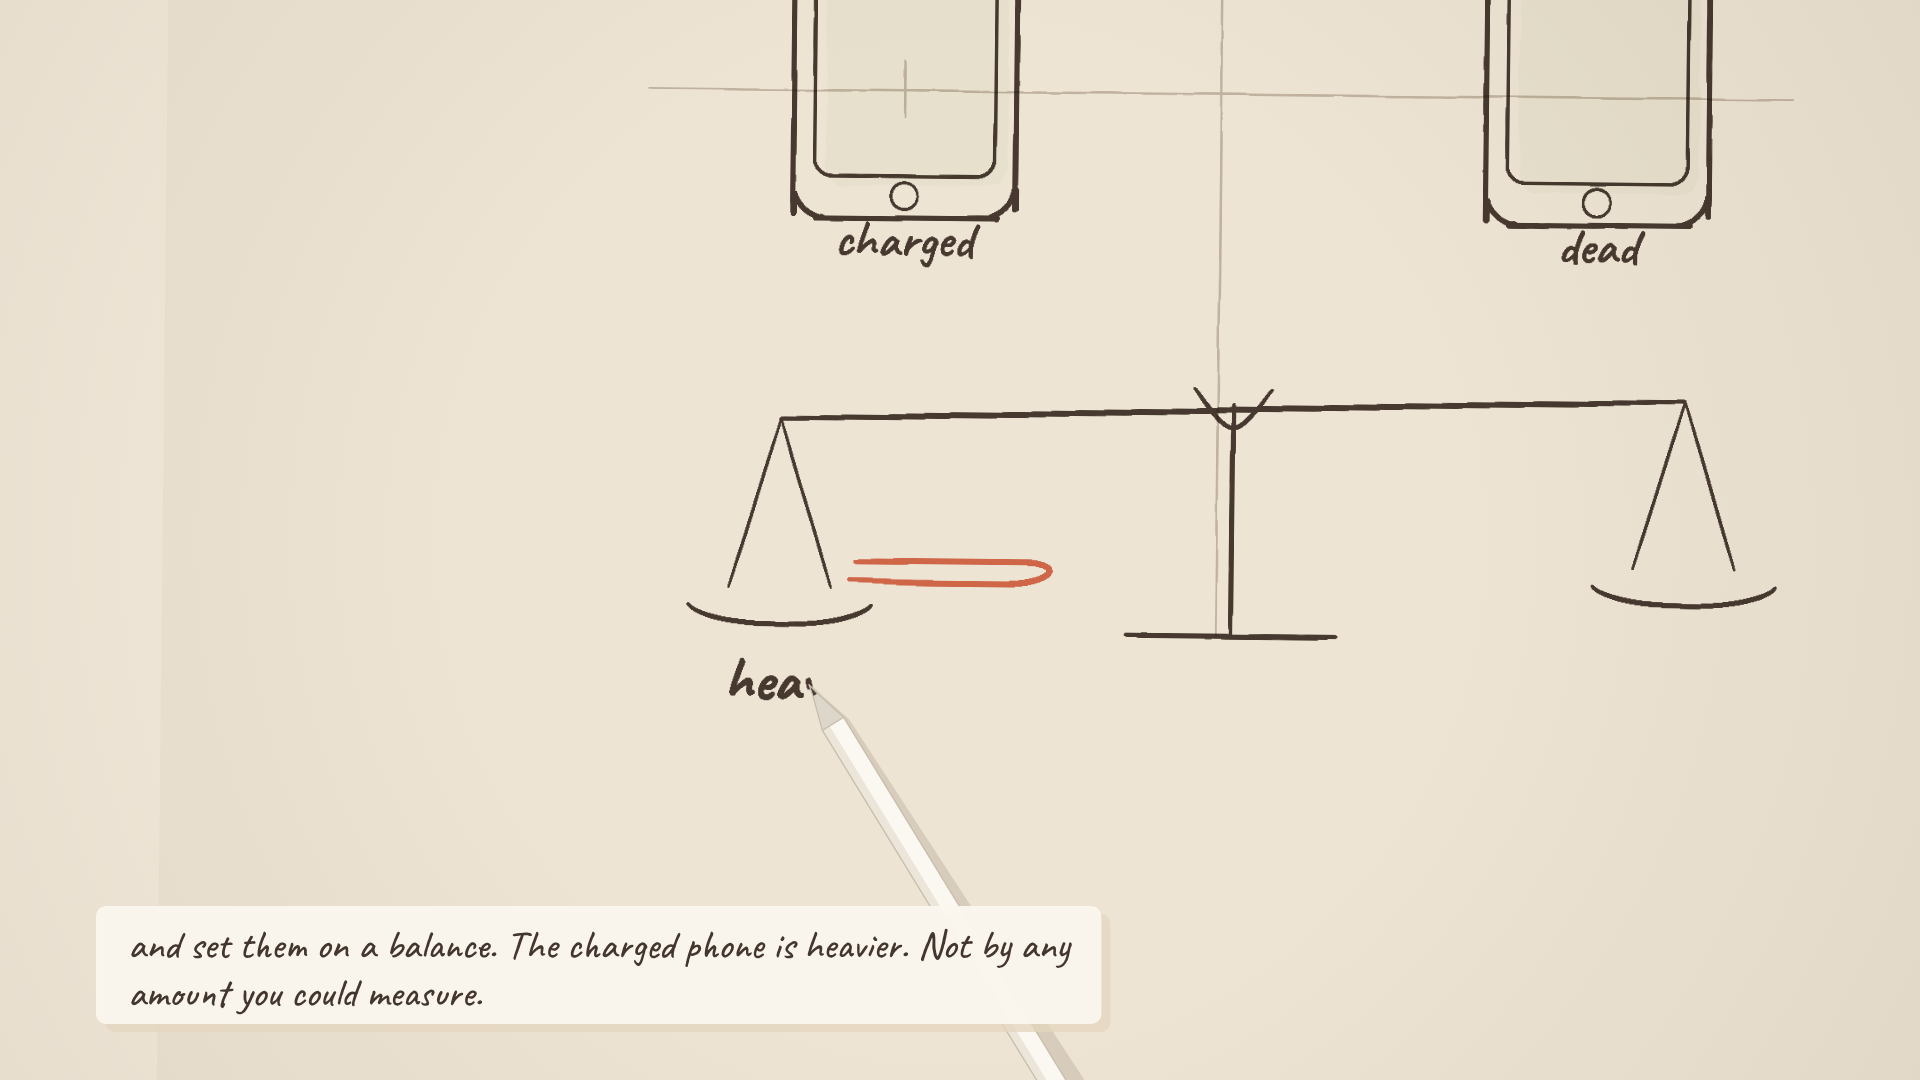 charged
dead
hea
and set them on a balance. The charged phone is heavier. Not by any
amount you could measure.